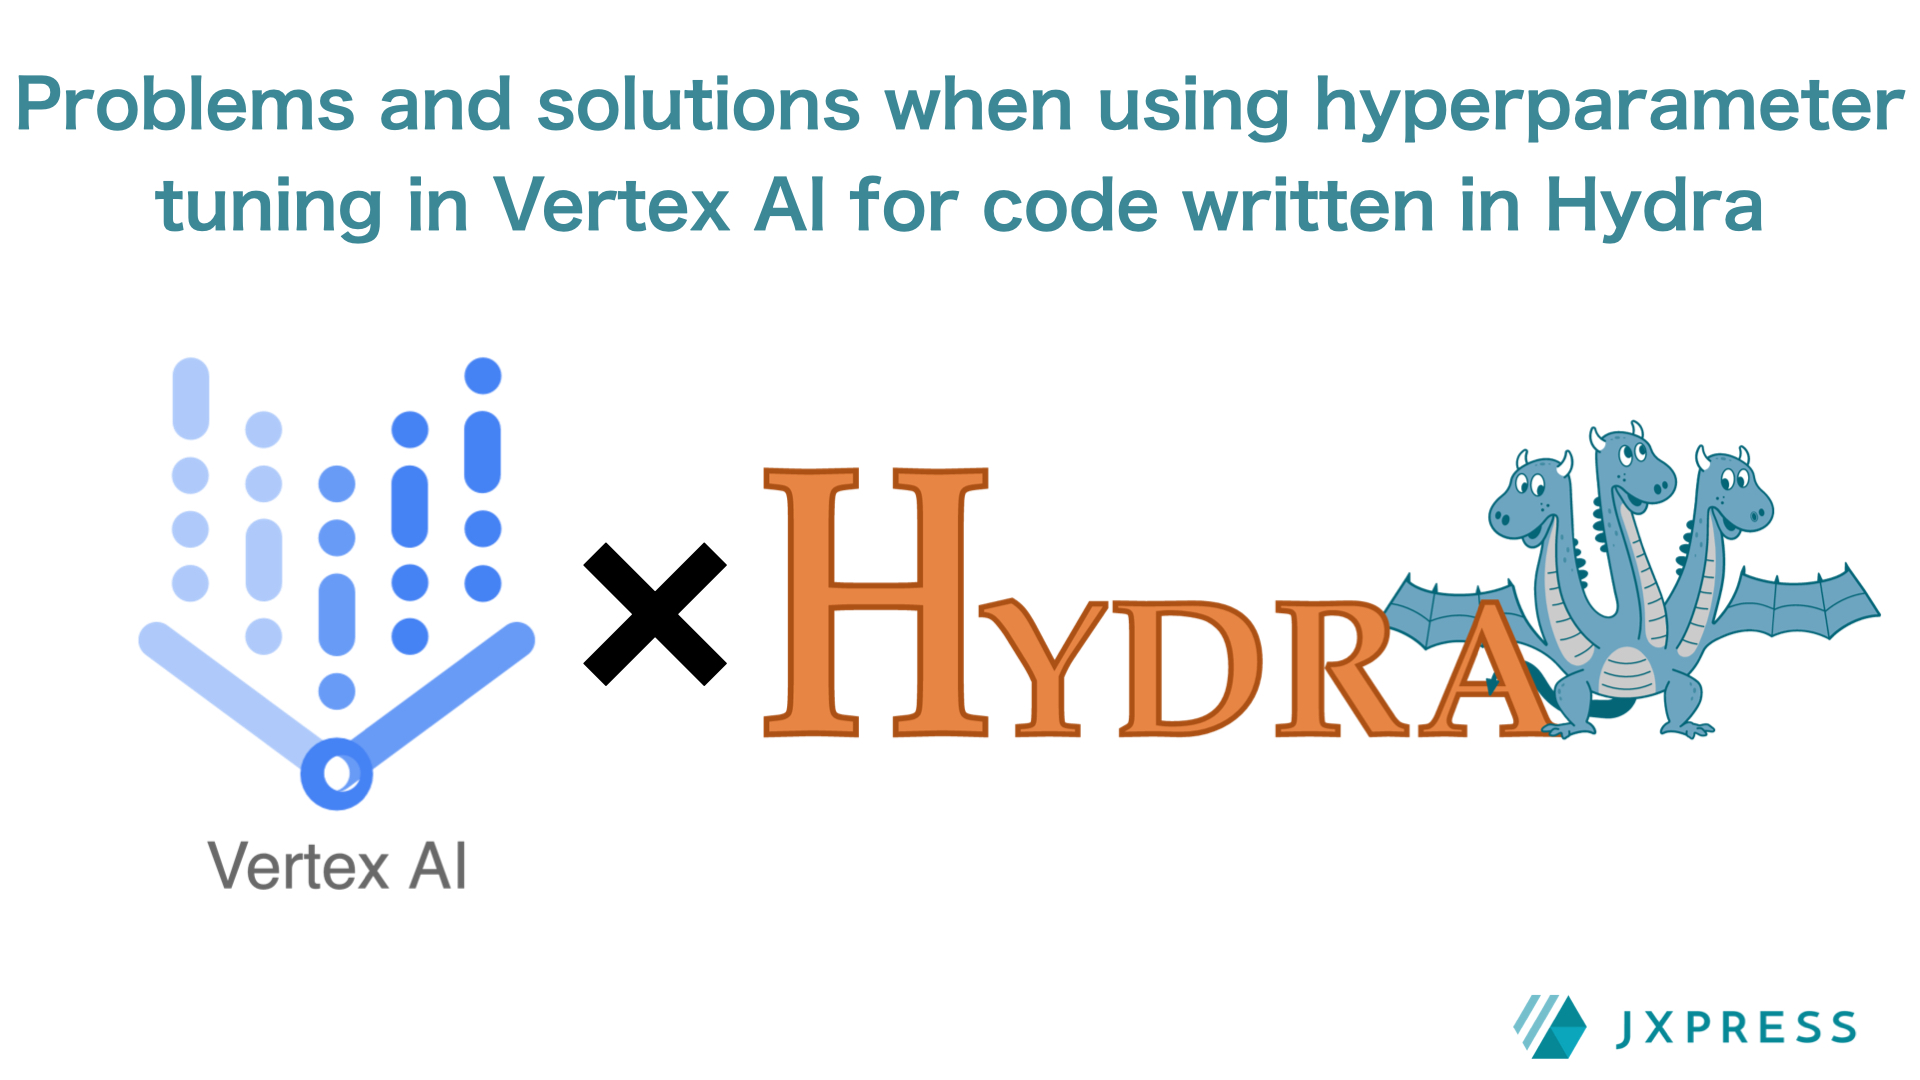 Problems and solutions when using hyperparameter
tuning in Vertex AI for code written in Hydra
HYDRA
Vertex AI
JXPRESS